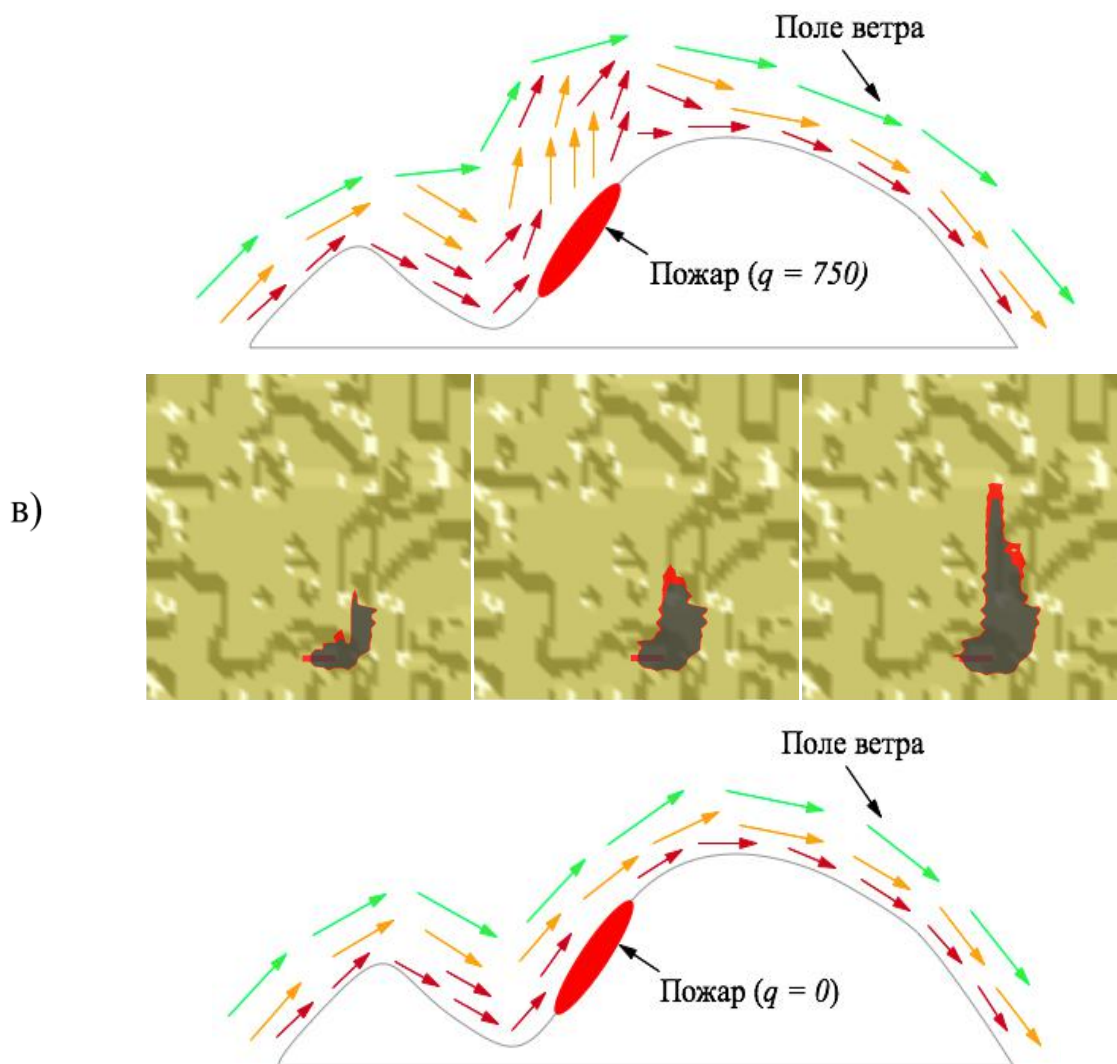 Поле ветра
Пожар (q = 750)
в)
Поле ветра
Пожар (q = 0)